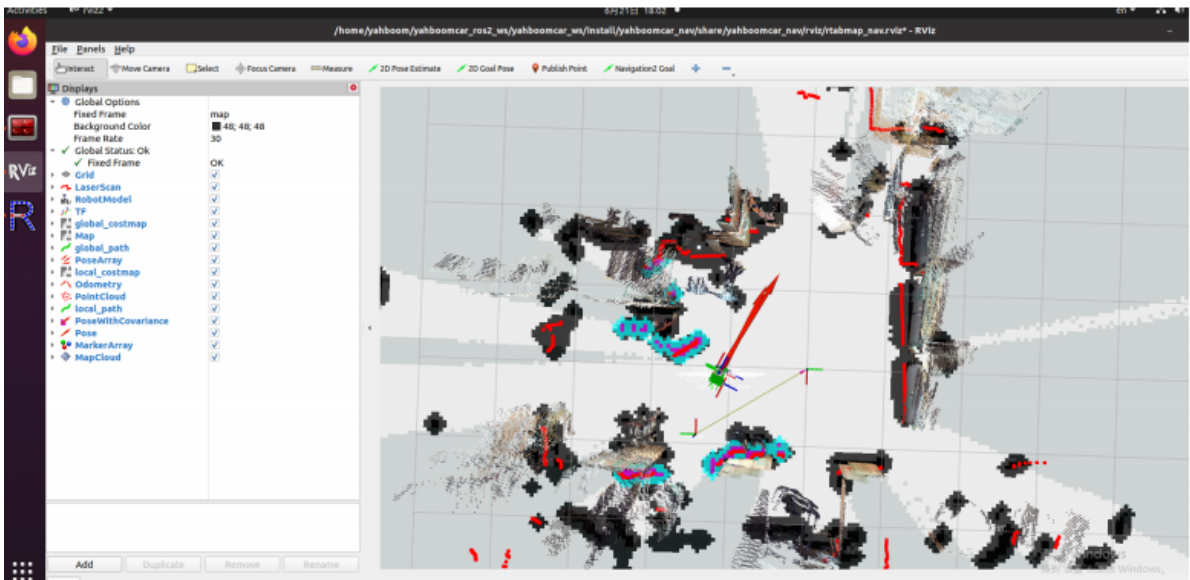 Activities
rviz2
6月21日 18:02
en
/home/yahboom/yahboomcar_ros2_ws/yahboomcar_ws/install/yahboomcar_nav/share/yahboomcar_nav/rviz/rtabmap_nav.rviz* - RViz
File Panels Help
Interact Move Camera Select Focus Camera Measure 2D Pose Estimate 2D Goal Pose Publish Point Navigation2 Goal
Displays
Global Options
Fixed Frame map
Background Color 48; 48; 48
Frame Rate 30
Global Status: Ok
Fixed Frame OK
Grid
LaserScan
RobotModel
TF
global_costmap
Map
global_path
PoseArray
local_costmap
Odometry
PointCloud
local_path
PoseWithCovariance
Pose
MarkerArray
MapCloud
RViz
R
Add Duplicate Remove Rename
Windows,